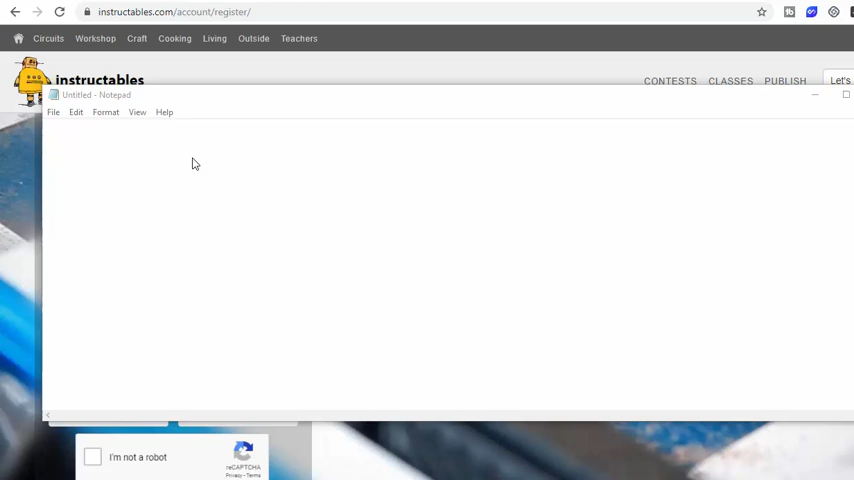 instructables.com/account/register/
Circuits Workshop Craft Cooking Living Outside Teachers
instructables
CONTESTS CLASSES PUBLISH Let's
Untitled - Notepad
File Edit Format View Help
I'm not a robot
reCAPTCHA
Privacy - Terms